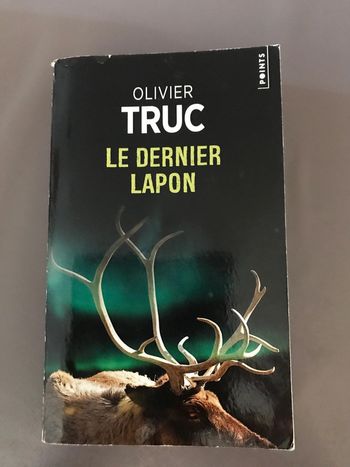 POINTS
OLIVIER
TRUC
LE DERNIER
LAPON